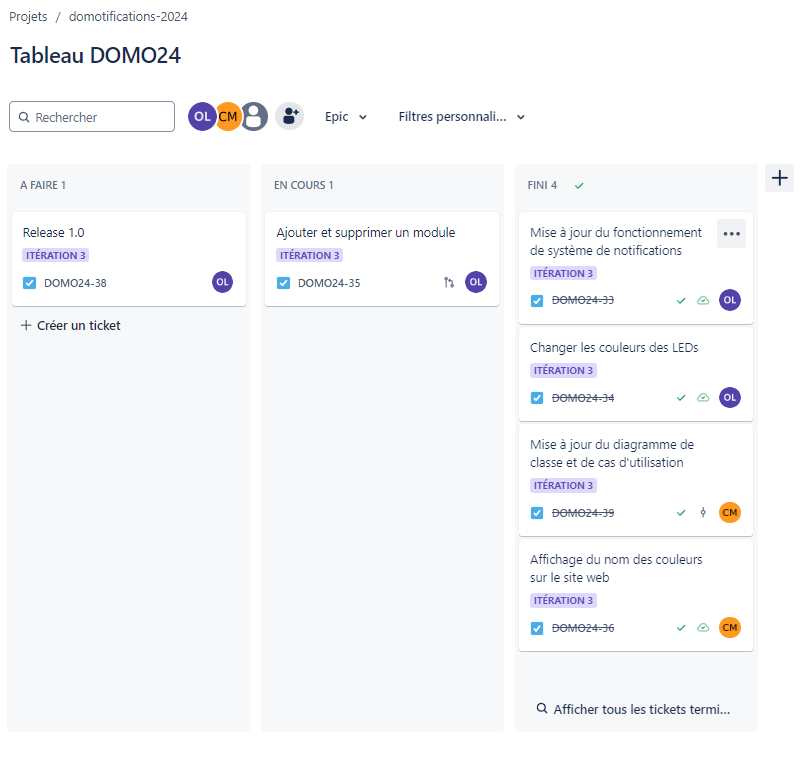 Projets / domotifications-2024
Tableau DOMO24
Rechercher
OL CM
Epic
Filtres personnali...
A FAIRE 1
Release 1.0
ITÉRATION 3
DOMO24-38
OL
Créer un ticket
EN COURS 1
Ajouter et supprimer un module
ITÉRATION 3
DOMO24-35
OL
FINI 4
Mise à jour du fonctionnement
de système de notifications
ITÉRATION 3
DOMO24-33
OL
Changer les couleurs des LEDs
ITÉRATION 3
DOMO24-34
OL
Mise à jour du diagramme de
classe et de cas d'utilisation
ITÉRATION 3
DOMO24-39
CM
Affichage du nom des couleurs
sur le site web
ITÉRATION 3
DOMO24-36
CM
Afficher tous les tickets termi...